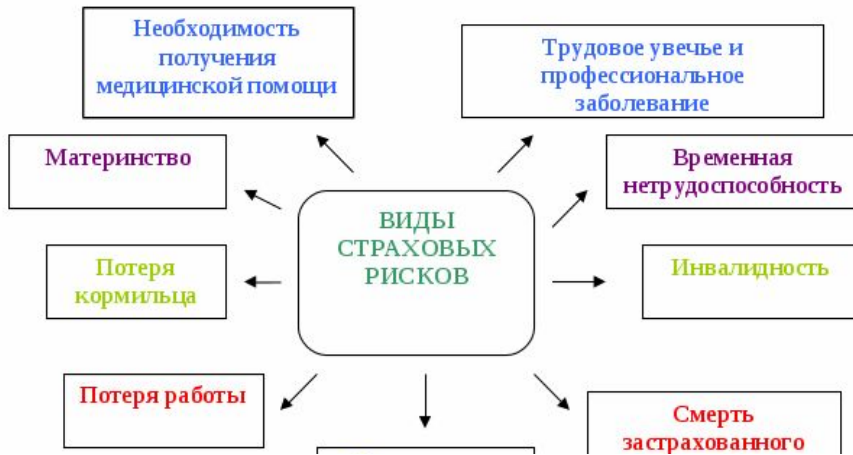 Необходимость
получения
медицинской помощи
Трудовое увечье и
профессиональное
заболевание
Материнство
Временная
нетрудоспособность
ВИДЫ
СТРАХОВЫХ
РИСКОВ
Потеря
кормильца
Инвалидность
Потеря работы
Смерть
застрахованного